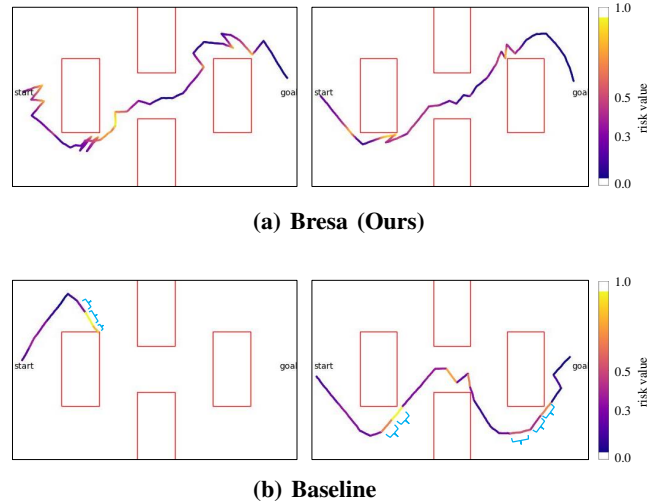 start
goal
start
goal
1.0
0.5
0.3
0.0
risk value
(a) Bresa (Ours)
start
goal
start
goal
1.0
0.5
0.3
0.0
risk value
(b) Baseline